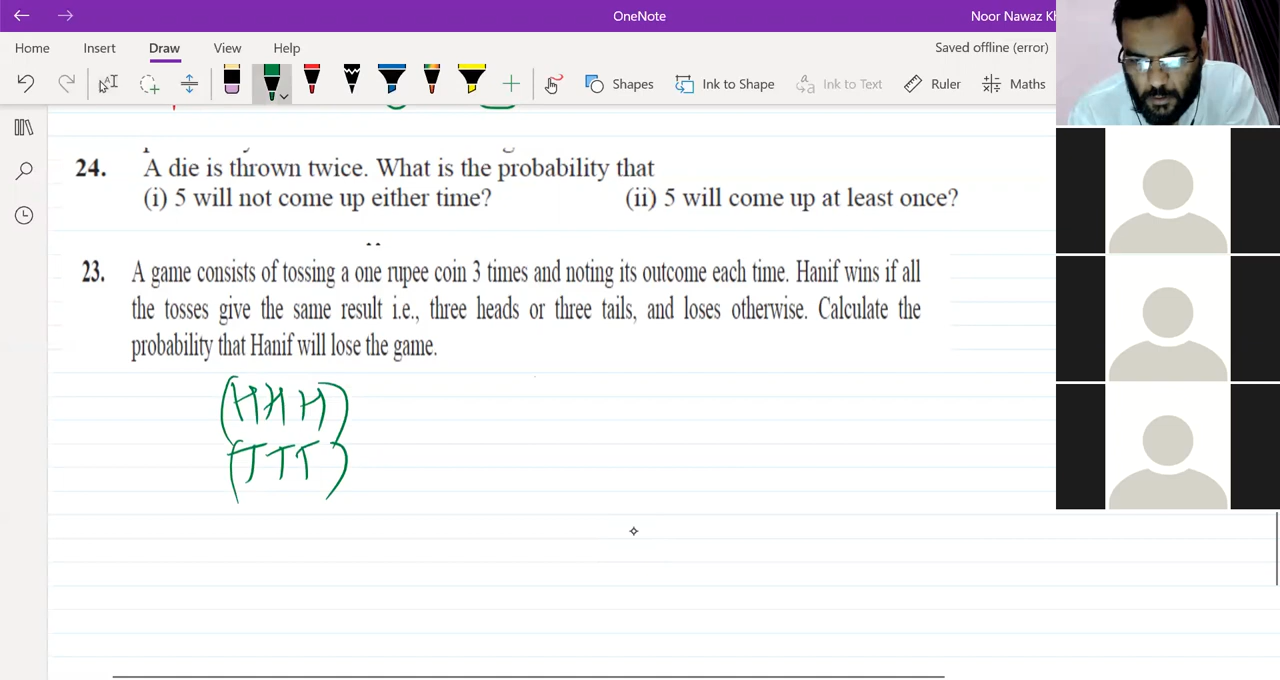 OneNote
Noor Nawaz Kh
Home Insert Draw View Help
Saved offline (error)
Shapes Ink to Shape Ink to Text Ruler Maths
24. A die is thrown twice. What is the probability that
(i) 5 will not come up either time? (ii) 5 will come up at least once?
23. A game consists of tossing a one rupee coin 3 times and noting its outcome each time. Hanif wins if all
the tosses give the same result i.e., three heads or three tails, and loses otherwise. Calculate the
probability that Hanif will lose the game.
(HHH)
(TTT)